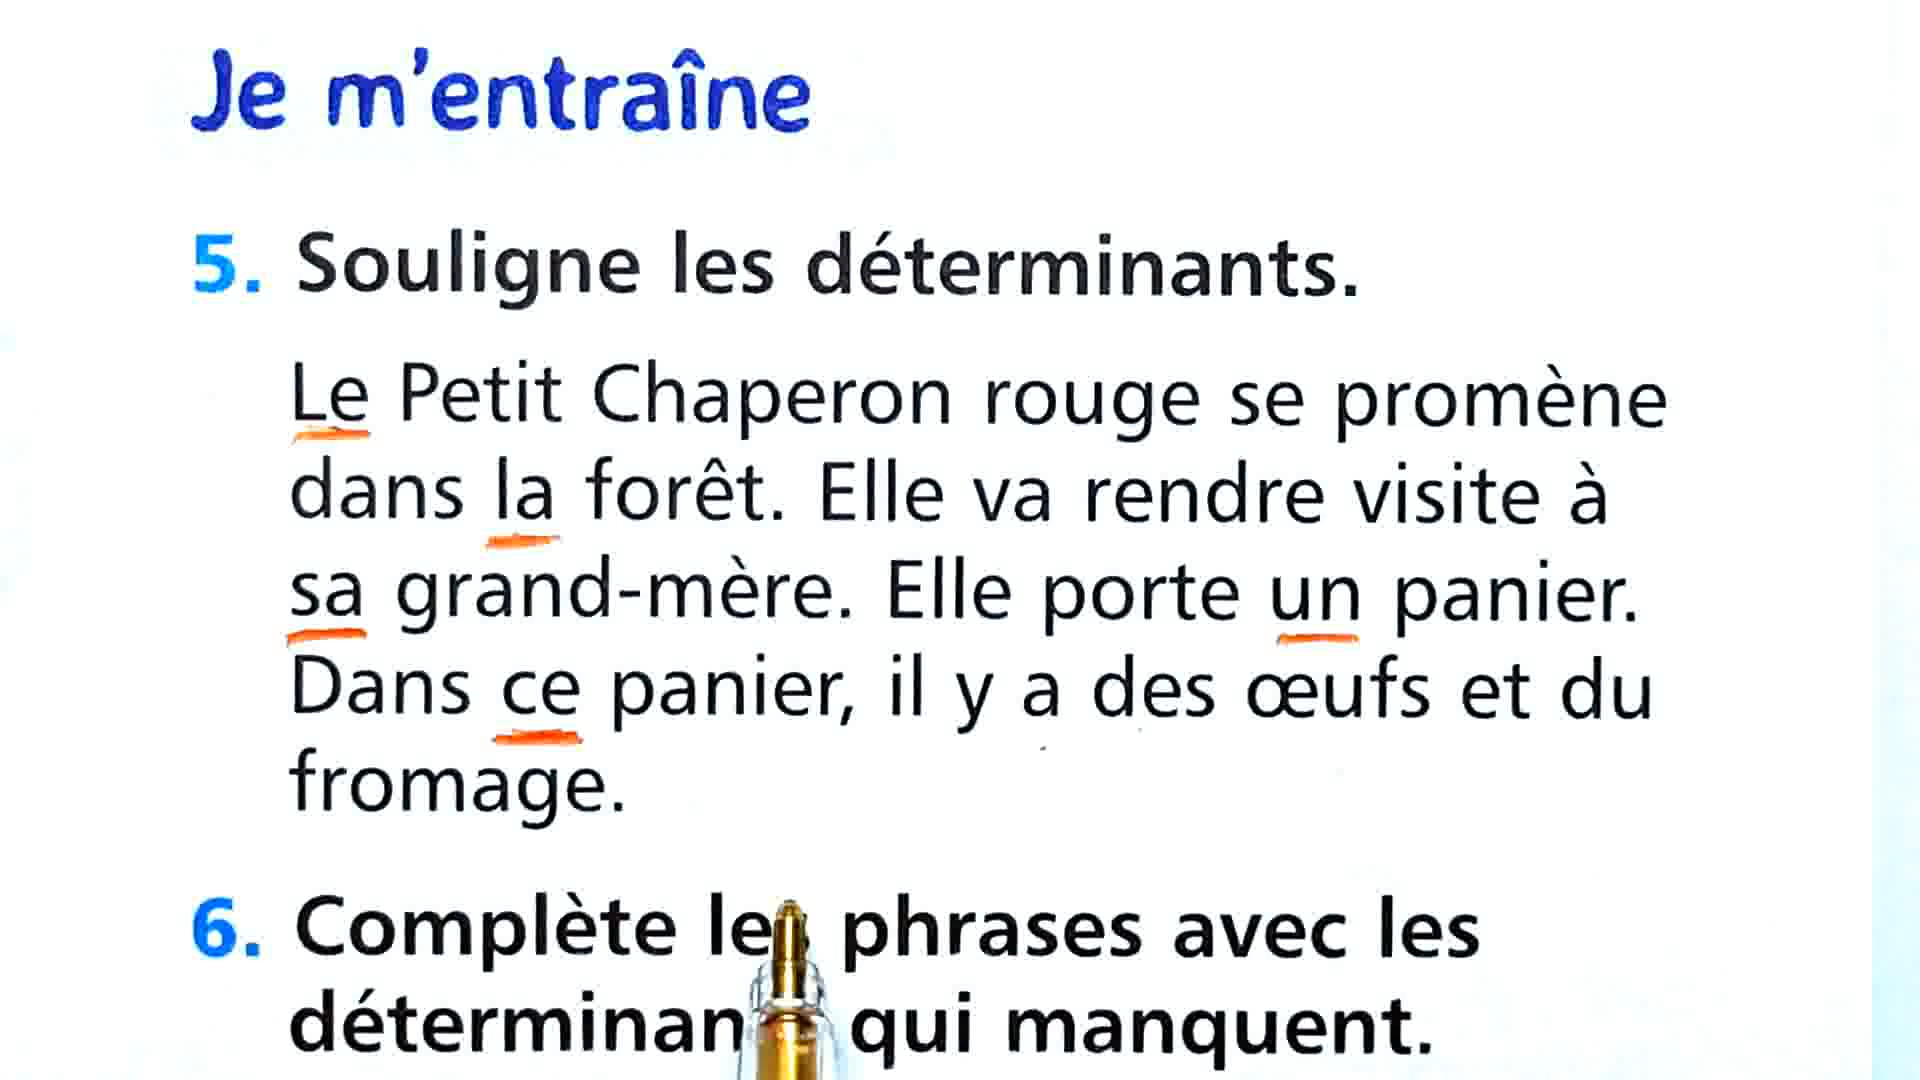 Je m'entraîne
5. Souligne les déterminants.
Le Petit Chaperon rouge se promène
dans la forêt. Elle va rendre visite à
sa grand-mère. Elle porte un panier.
Dans ce panier, il y a des œufs et du
fromage.
6. Complète les phrases avec les
qui manquent.